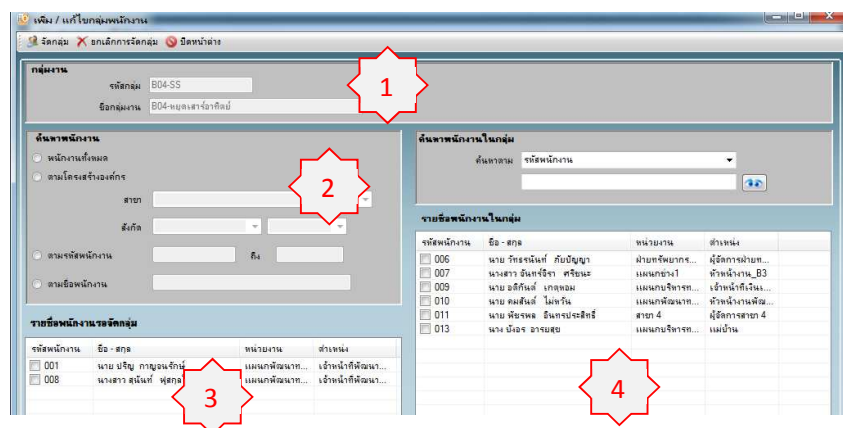 เพิ่ม / แก้ไขกลุ่มพนักงาน
จัดกลุ่ม ยกเลิกการจัดกลุ่ม ปิดหน้าต่าง
กลุ่มงาน
รหัสกลุ่ม B04-SS
ชื่อกลุ่มงาน B04-หยุดเสาร์อาทิตย์
1
ค้นหาพนักงาน
พนักงานทั้งหมด
ตามโครงสร้างองค์กร
สาขา
สังกัด
ตามรหัสพนักงาน ถึง
ตามชื่อพนักงาน
2
ค้นหาพนักงานในกลุ่ม
ค้นหาตาม รหัสพนักงาน
รายชื่อพนักงานในกลุ่ม
รหัสพนักงาน ชื่อ - สกุล หน่วยงาน ตำแหน่ง
006 นาย วัทธรนันท์ กัยปัญญา ฝ่ายทรัพยากร... ผู้จัดการฝ่ายท...
007 นางสาว จันทร์จิรา ศรียนะ แผนกช่าง1 หัวหน้างาน_B3
009 นาย อดิกันต์ เกตุหอม แผนกบริหารท... เจ้าหน้าที่เงินเ...
010 นาย คมสันต์ ไม่หวั่น แผนกพัฒนาท... หัวหน้างานพัฒ...
011 นาย พัชรพล อินทรประสิทธิ์ สาขา 4 ผู้จัดการสาขา 4
013 นาง บังอร อารมสุข แผนกบริหารท... แม่บ้าน
4
รายชื่อพนักงานรอจัดกลุ่ม
รหัสพนักงาน ชื่อ - สกุล หน่วยงาน ตำแหน่ง
001 นาย ปริญ กาญจนรักษ์ แผนกพัฒนาท... เจ้าหน้าที่พัฒนา...
008 นางสาว สุนันท์ แผนกพัฒนาท... เจ้าหน้าที่พัฒนา...
3